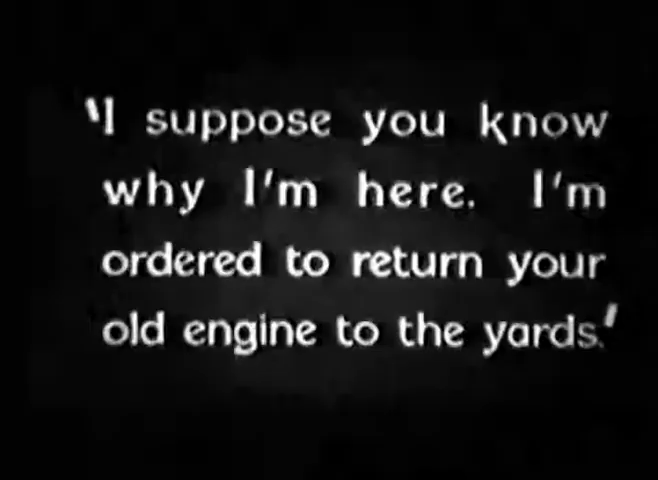 "I suppose you know
why I'm here. I'm
ordered to return your
old engine to the yards."